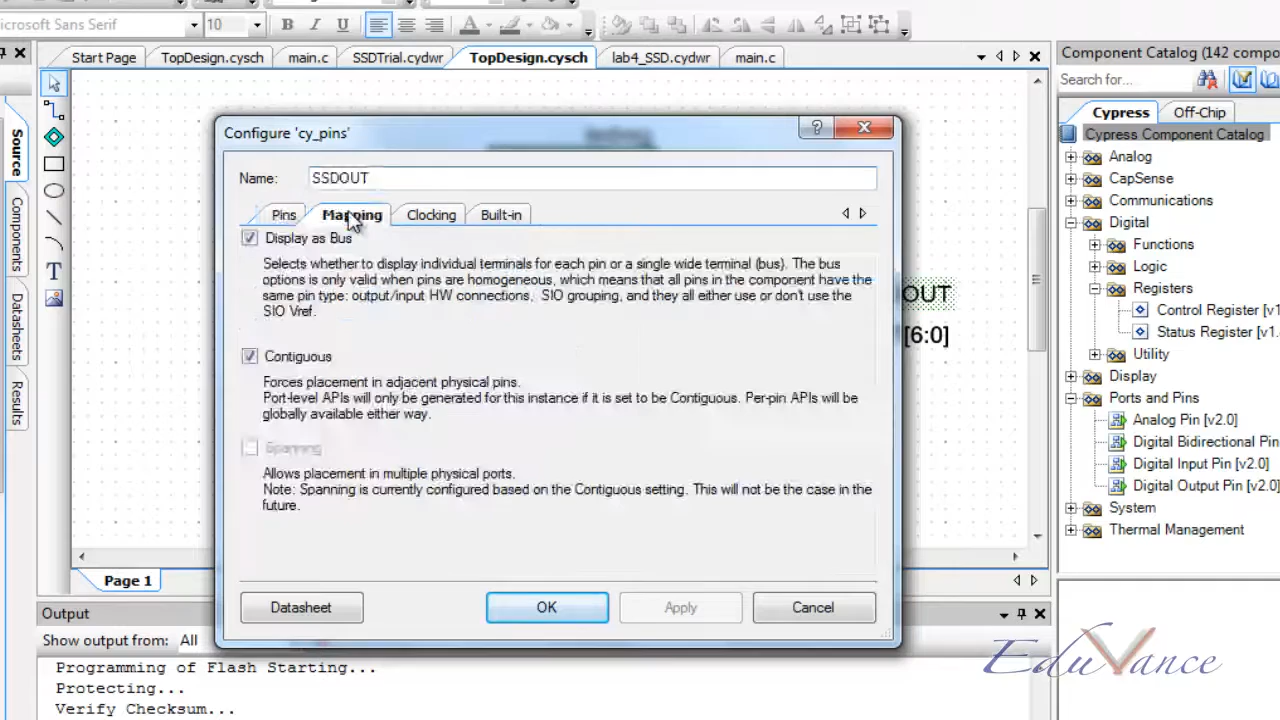 icrosoft Sans Serif
10
B I U
A
Start Page
TopDesign.cysch
main.c
SSDTrial.cydwr
TopDesign.cysch
lab4_SSD.cydwr
main.c
Component Catalog (142 compo
Search for...
Cypress
Off-Chip
Cypress Component Catalog
Analog
CapSense
Communications
Digital
Functions
Logic
Registers
Control Register [v1
Status Register [v1.
Utility
Display
Ports and Pins
Analog Pin [v2.0]
Digital Bidirectional Pin
Digital Input Pin [v2.0]
Digital Output Pin [v2.0]
System
Thermal Management
Source
Components
Datasheets
Results
T
Configure 'cy_pins'
Name:
SSDOUT
Pins
Mapping
Clocking
Built-in
Display as Bus
Selects whether to display individual terminals for each pin or a single wide terminal (bus). The bus
options is only valid when pins are homogeneous, which means that all pins in the component have the
same pin type: output/input HW connections, SIO grouping, and they all either use or don't use the
SIO Vref.
Contiguous
Forces placement in adjacent physical pins.
Port-level APIs will only be generated for this instance if it is set to be Contiguous. Per-pin APIs will be
globally available either way.
Spanning
Allows placement in multiple physical ports.
Note: Spanning is currently configured based on the Contiguous setting. This will not be the case in the
future.
Datasheet
OK
Apply
Cancel
OUT
[6:0]
Page 1
Output
Show output from: All
Programming of Flash Starting...
Protecting...
Verify Checksum...
EduVance